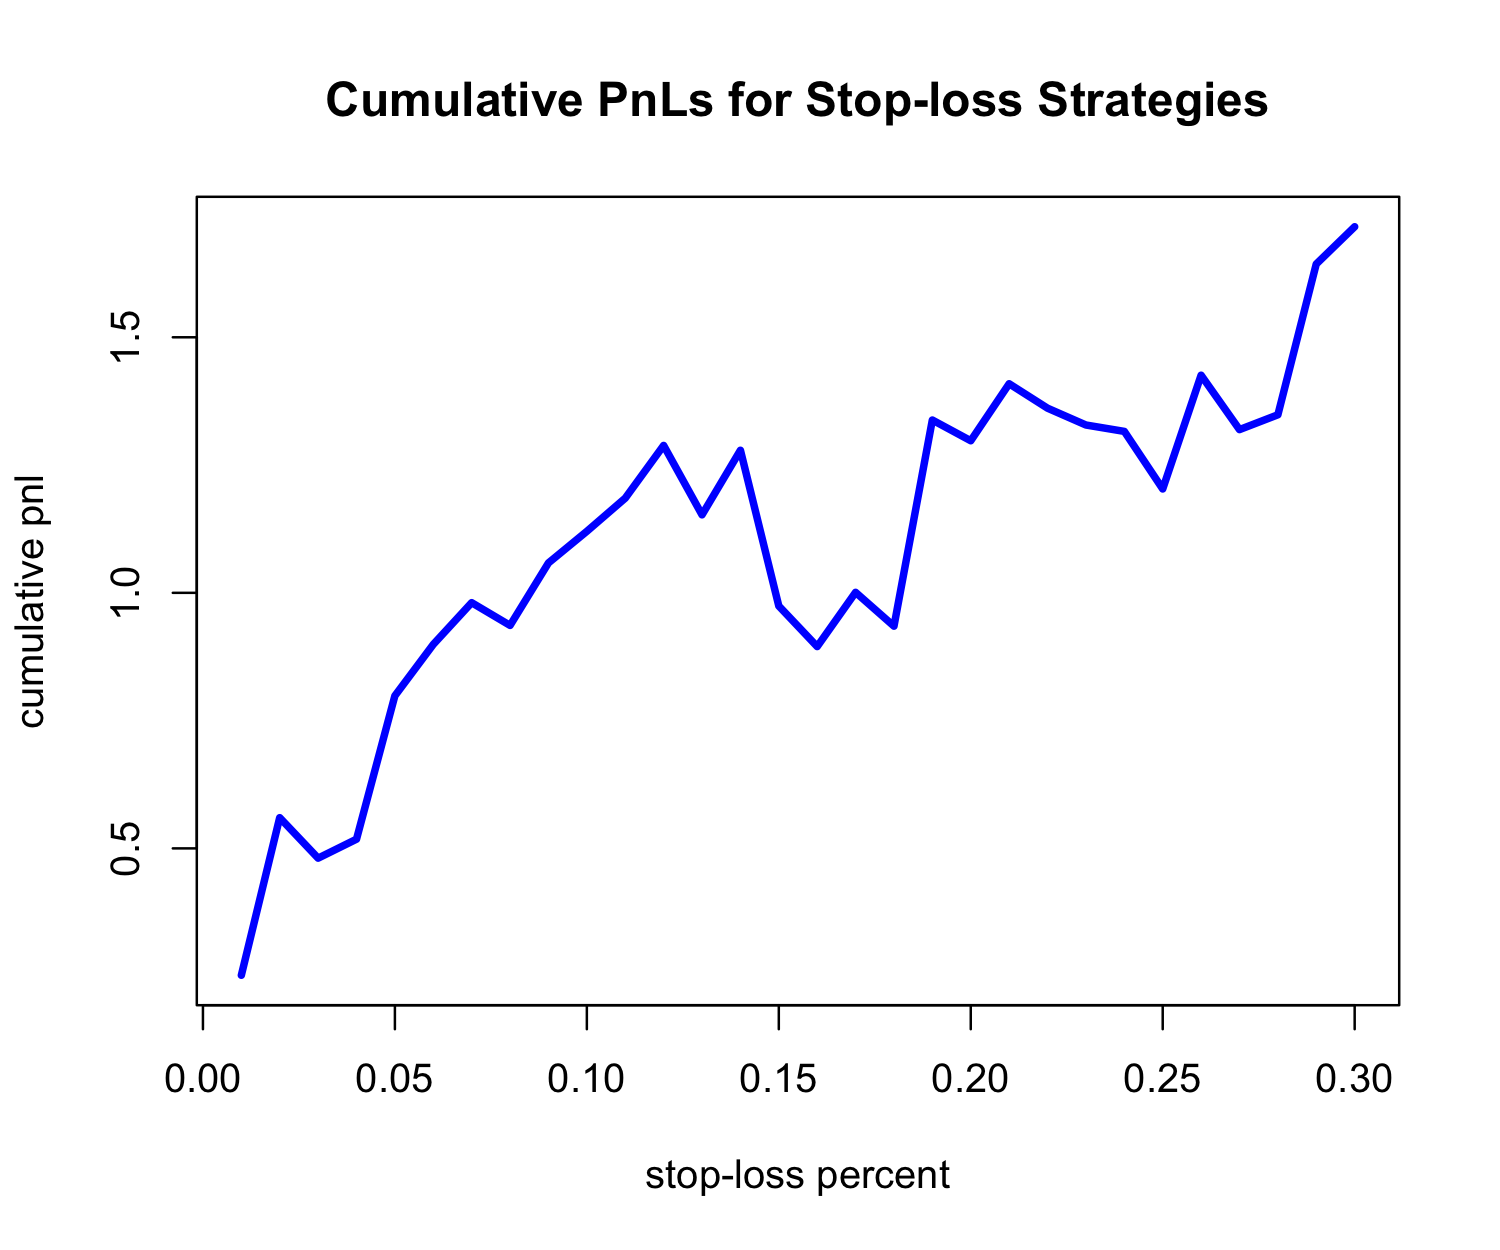 Cumulative PnLs for Stop-loss Strategies
cumulative pnl
1.5
1.0
0.5
0.00 0.05 0.10 0.15 0.20 0.25 0.30
stop-loss percent